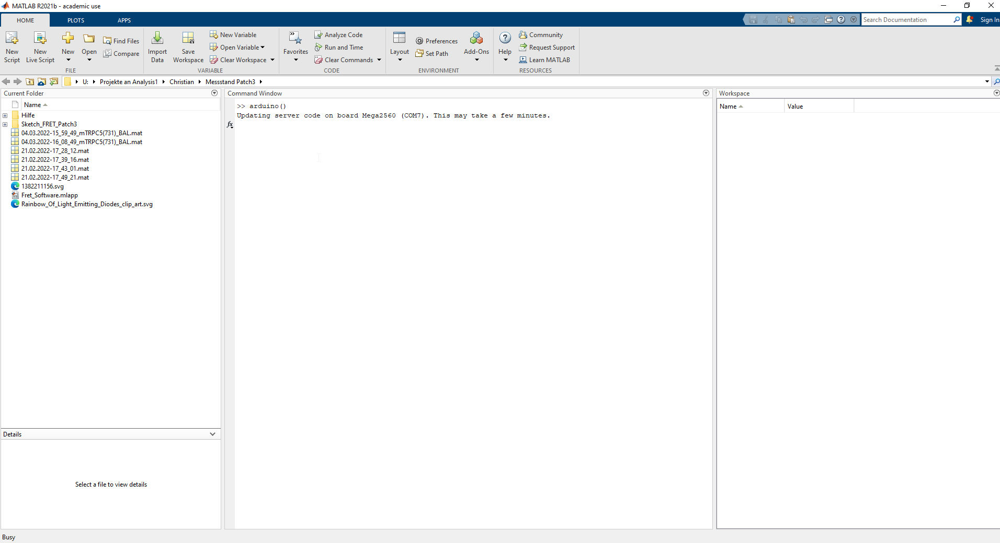 MATLAB R2021b - academic use
HOME PLOTS APPS
Search Documentation Sign In
New Script
New Live Script
New
Open
Find Files
Compare
FILE
Import Data
Save Workspace
New Variable
Open Variable
Clear Workspace
VARIABLE
Favorites
Analyze Code
Run and Time
Clear Commands
CODE
Layout
Preferences
Set Path
Add-Ons
ENVIRONMENT
Help
Community
Request Support
Learn MATLAB
RESOURCES
U: Projekte an Analysis1 Christian Messstand Patch3
Current Folder
Name
Hilfe
Sketch_FRET_Patch3
04.03.2022-15_59_49_mTRPC5(731)_BAL.mat
04.03.2022-16_08_49_mTRPC5(731)_BAL.mat
21.02.2022-17_28_12.mat
21.02.2022-17_39_16.mat
21.02.2022-17_43_01.mat
21.02.2022-17_49_21.mat
1382211156.svg
Fret_Software.mlapp
Rainbow_Of_Light_Emitting_Diodes_clip_art.svg
Details
Select a file to view details
Command Window
>> arduino()
Updating server code on board Mega2560 (COM7). This may take a few minutes.
fx
Workspace
Name Value
Busy